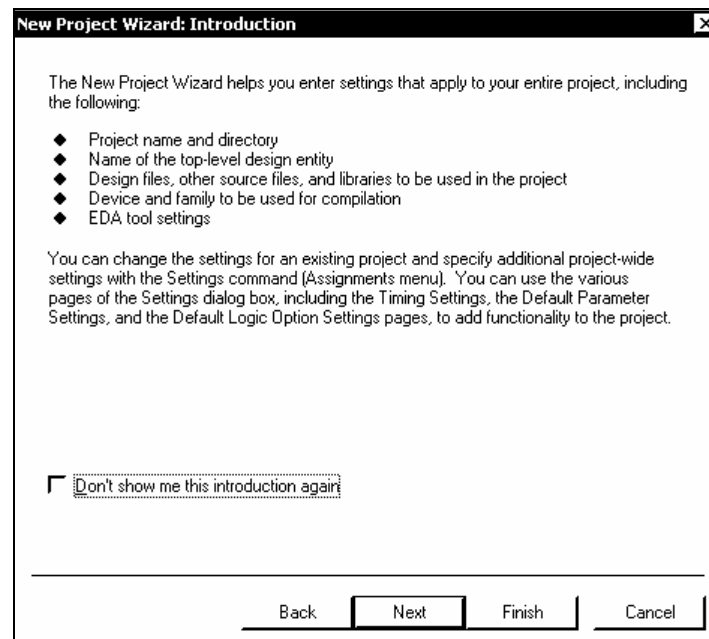 New Project Wizard: Introduction
The New Project Wizard helps you enter settings that apply to your entire project, including
the following:
Project name and directory
Name of the top-level design entity
Design files, other source files, and libraries to be used in the project
Device and family to be used for compilation
EDA tool settings
You can change the settings for an existing project and specify additional project-wide
settings with the Settings command (Assignments menu). You can use the various
pages of the Settings dialog box, including the Timing Settings, the Default Parameter
Settings, and the Default Logic Option Settings pages, to add functionality to the project.
Don't show me this introduction again
Back Next Finish Cancel